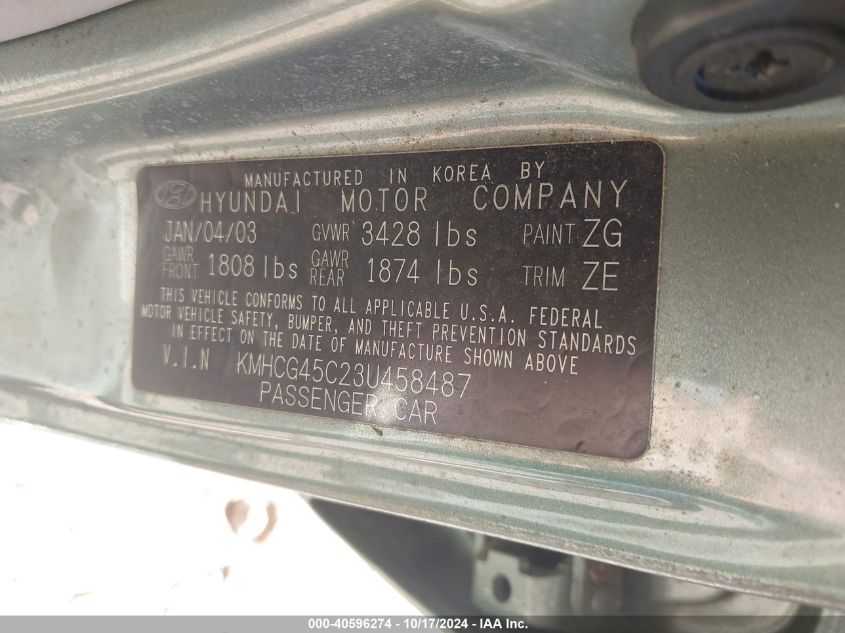 MANUFACTURED IN KOREA BY
HYUNDAI MOTOR COMPANY
JAN/04/03 GVWR 3428 lbs PAINT ZG
GAWR FRONT 1808 lbs GAWR REAR 1874 lbs TRIM ZE
THIS VEHICLE CONFORMS TO ALL APPLICABLE U.S.A. FEDERAL
MOTOR VEHICLE SAFETY, BUMPER, AND THEFT PREVENTION STANDARDS
IN EFFECT ON THE DATE OF MANUFACTURE SHOWN ABOVE
V.I.N KMHCG45C23U458487
PASSENGER CAR
000-40596274 | 10/17/2024 | IAA Inc.